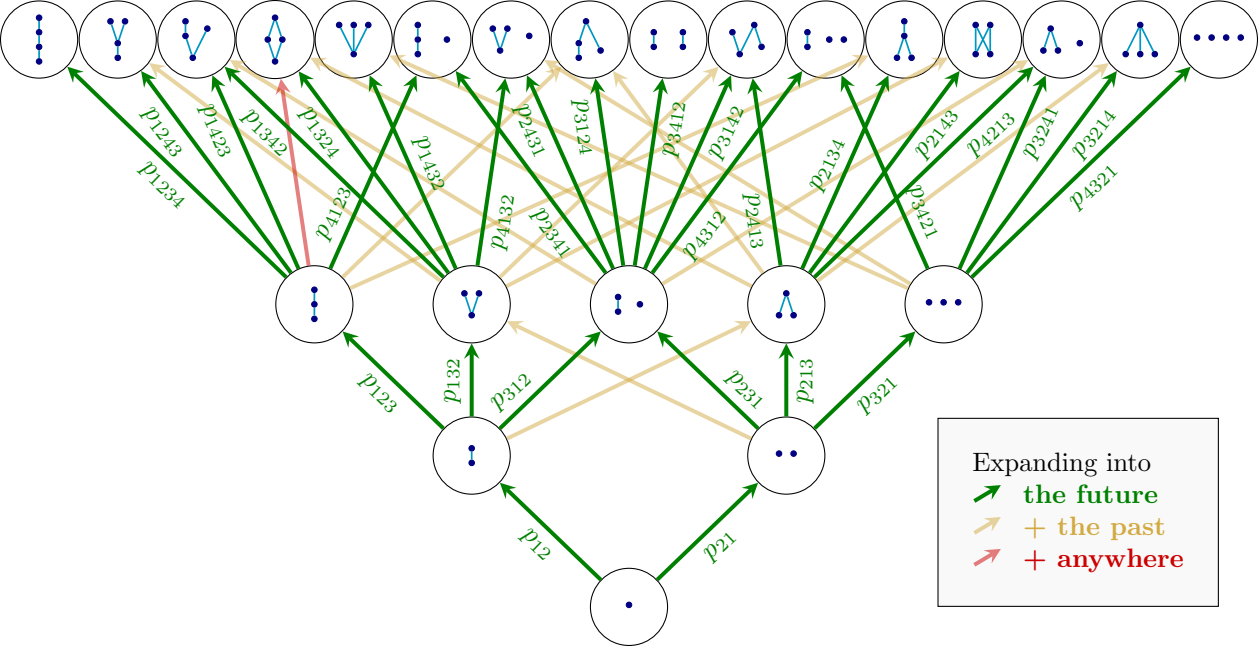 p1243
p1423
p1342
p1324
p1432
p2431
p3124
p3412
p3142
p2134
p2143
p4213
p3241
p3214
p1234
p4123
p4132
p2341
p4312
p2413
p3421
p4321
p123
p132
p312
p231
p213
p321
p12
p21
Expanding into
the future
+ the past
+ anywhere